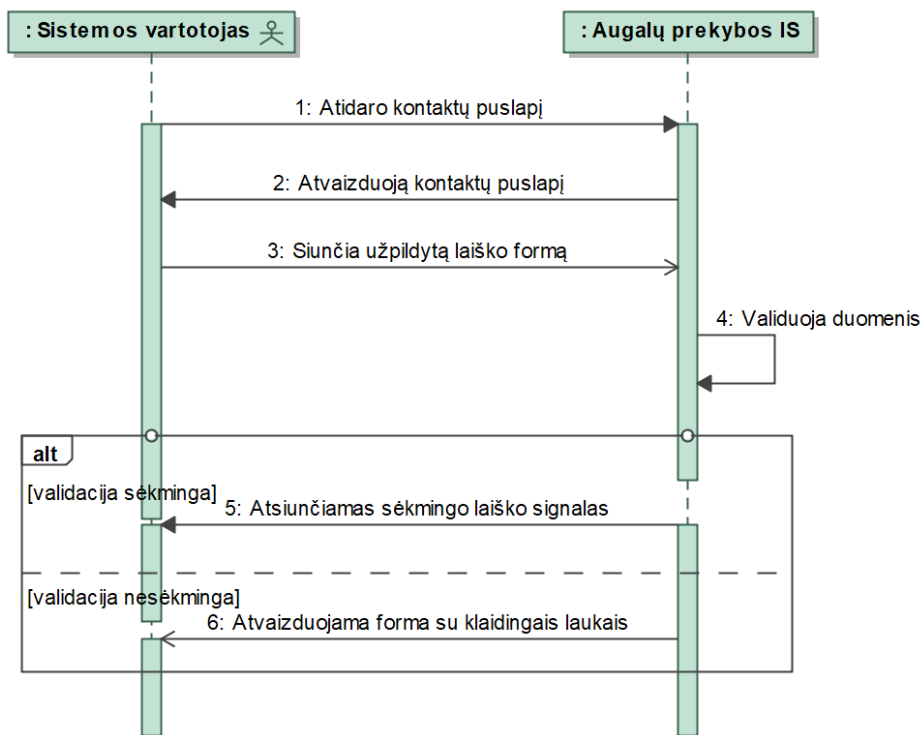 : Sistemos vartotojas
: Augalų prekybos IS
1: Atidaro kontaktų puslapį
2: Atvaizduoją kontaktų puslapį
3: Siunčia užpildytą laiško formą
4: Validuoja duomenis
alt
[validacija sėkminga]
5: Atsiunčiamas sėkmingo laiško signalas
[validacija nesėkminga]
6: Atvaizduojama forma su klaidingais laukais